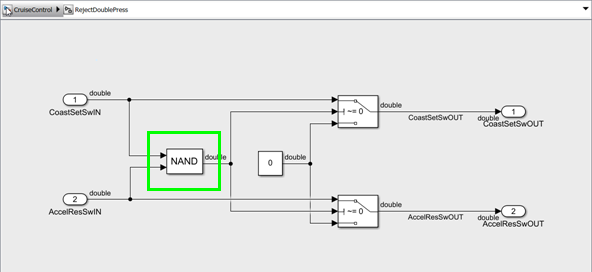 CruiseControl RejectDoublePress
1 double
CoastSetSwIN
double
~= 0
CoastSetSwOUT
double
1
CoastSetSwOUT
NAND
double
0
double
2
double
AccelResSwIN
double
~= 0
AccelResSwOUT
double
2
AccelResSwOUT